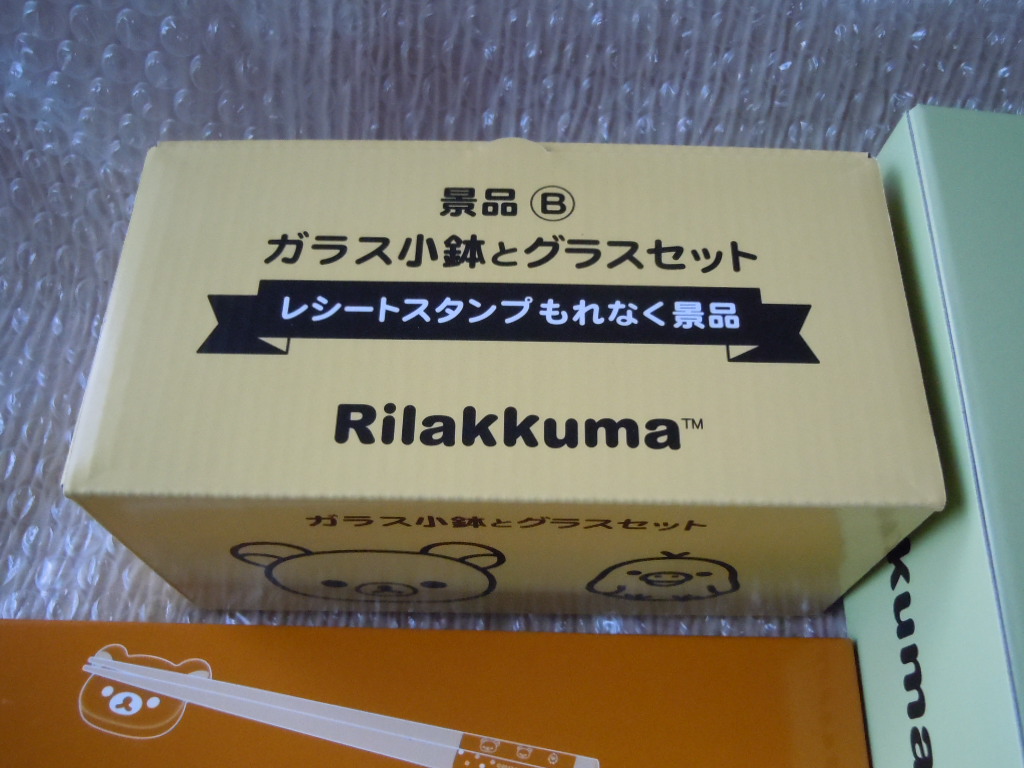 景品 Ⓑ
ガラス小鉢とグラスセット
レシートスタンプもれなく景品
Rilakkuma™
ガラス小鉢とグラスセット
kuma